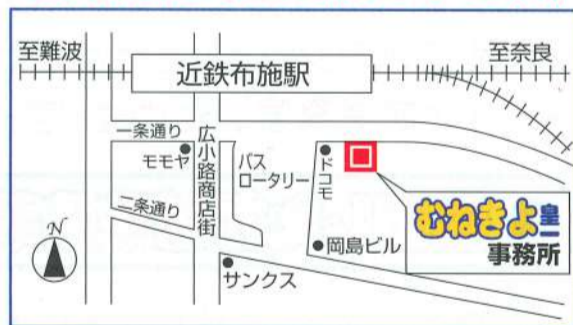 至難波
至奈良
近鉄布施駅
一条通り
モモヤ
広小路商店街
バス
ロータリー
ドコモ
二条通り
むねきよ皇一
事務所
岡島ビル
サンクス
N